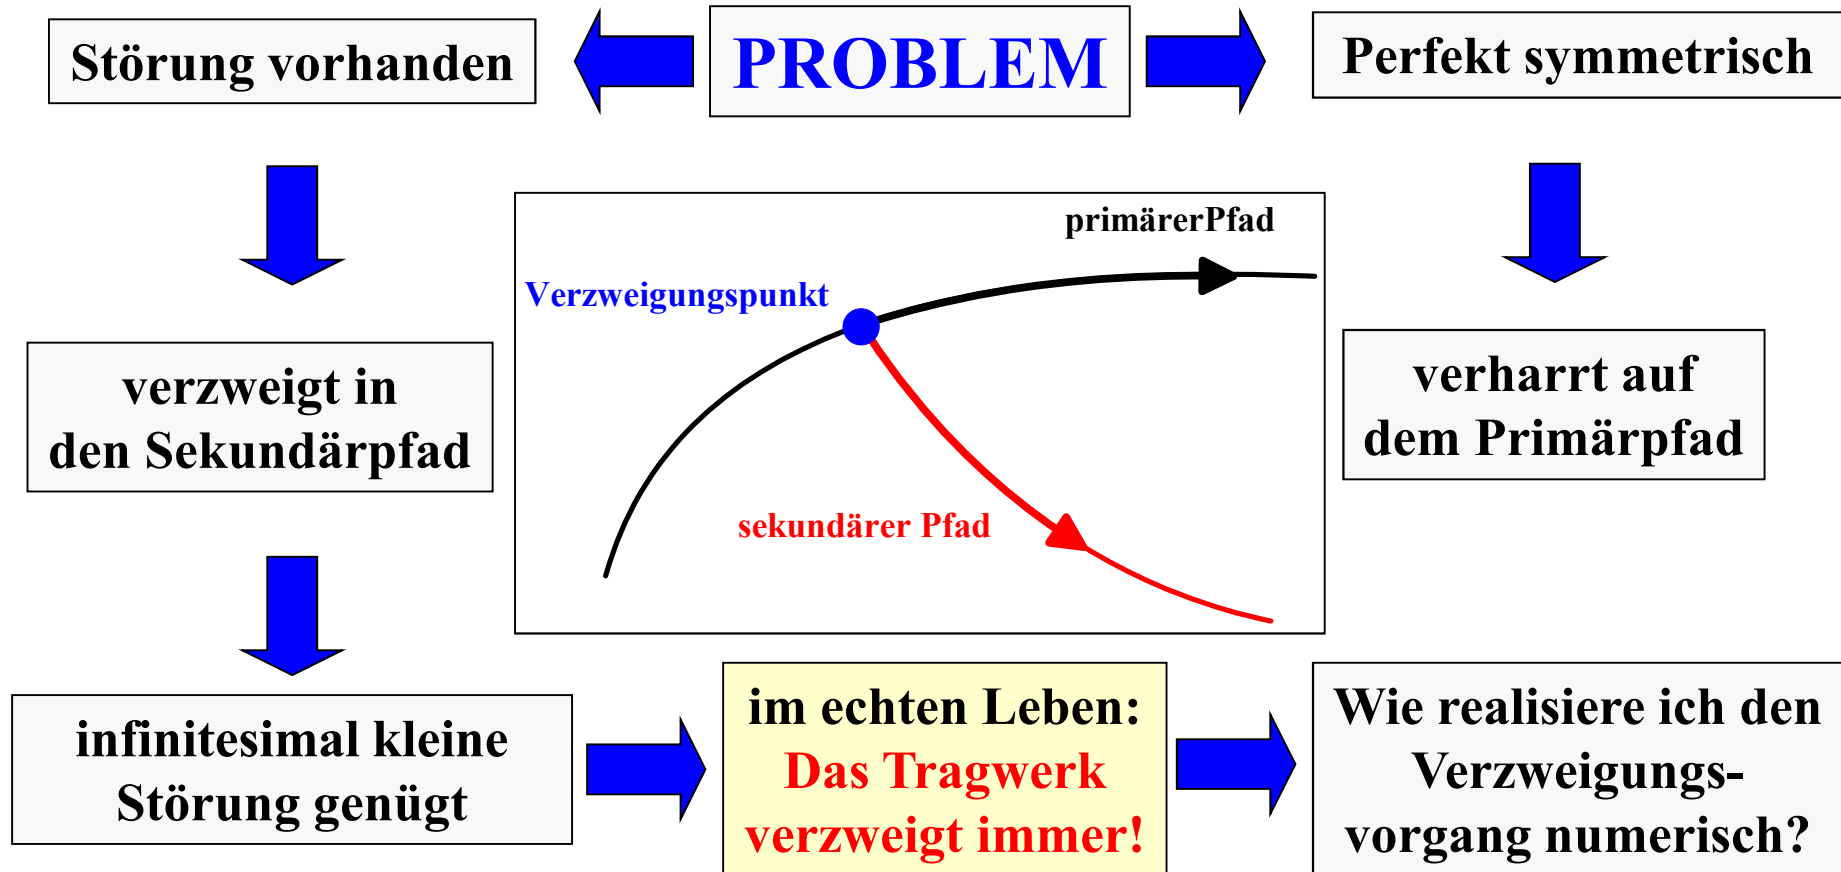 Störung vorhanden
PROBLEM
Perfekt symmetrisch
primärerPfad
Verzweigungspunkt
sekundärer Pfad
verzweigt in
den Sekundärpfad
verharrt auf
dem Primärpfad
infinitesimal kleine
Störung genügt
im echten Leben:
Das Tragwerk
verzweigt immer!
Wie realisiere ich den
Verzweigungs-
vorgang numerisch?